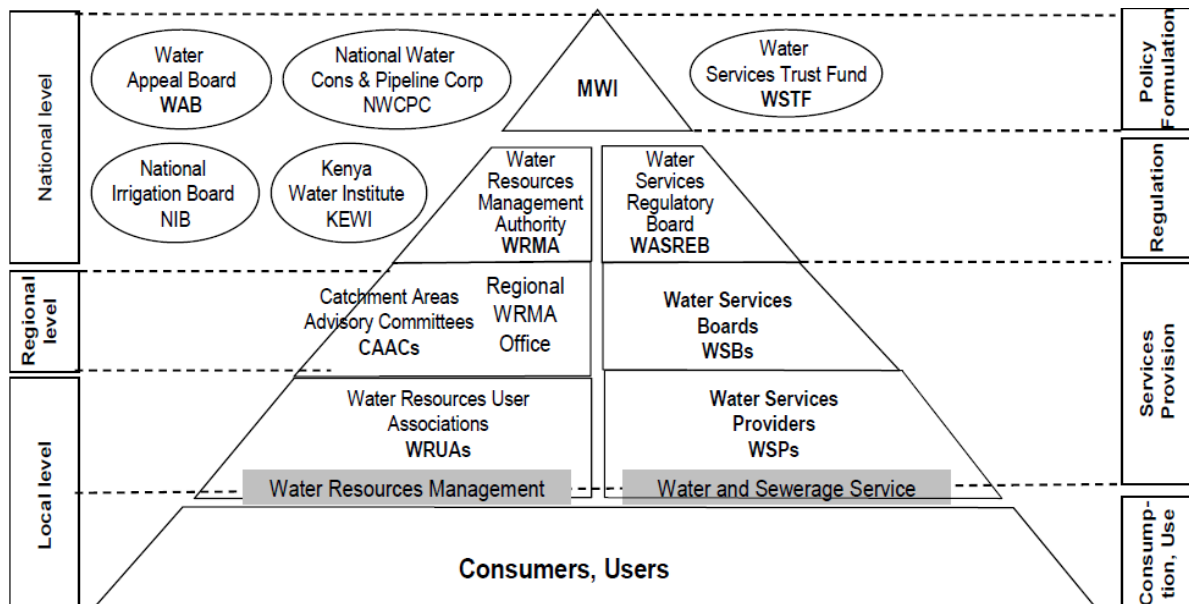 National level
Regional
level
Local level
Water
Appeal Board
WAB
National Water
Cons & Pipeline Corp
NWCPC
MWI
Water
Services Trust Fund
WSTF
National
Irrigation Board
NIB
Kenya
Water Institute
KEWI
Water
Resources
Management
Authority
WRMA
Water
Services
Regulatory
Board
WASREB
Catchment Areas
Advisory Committees
CAACs
Regional
WRMA
Office
Water Services
Boards
WSBs
Water Resources User
Associations
WRUAs
Water Services
Providers
WSPs
Water Resources Management
Water and Sewerage Service
Consumers, Users
Policy
Formulation
Regulation
Services
Provision
Consump-
tion, Use